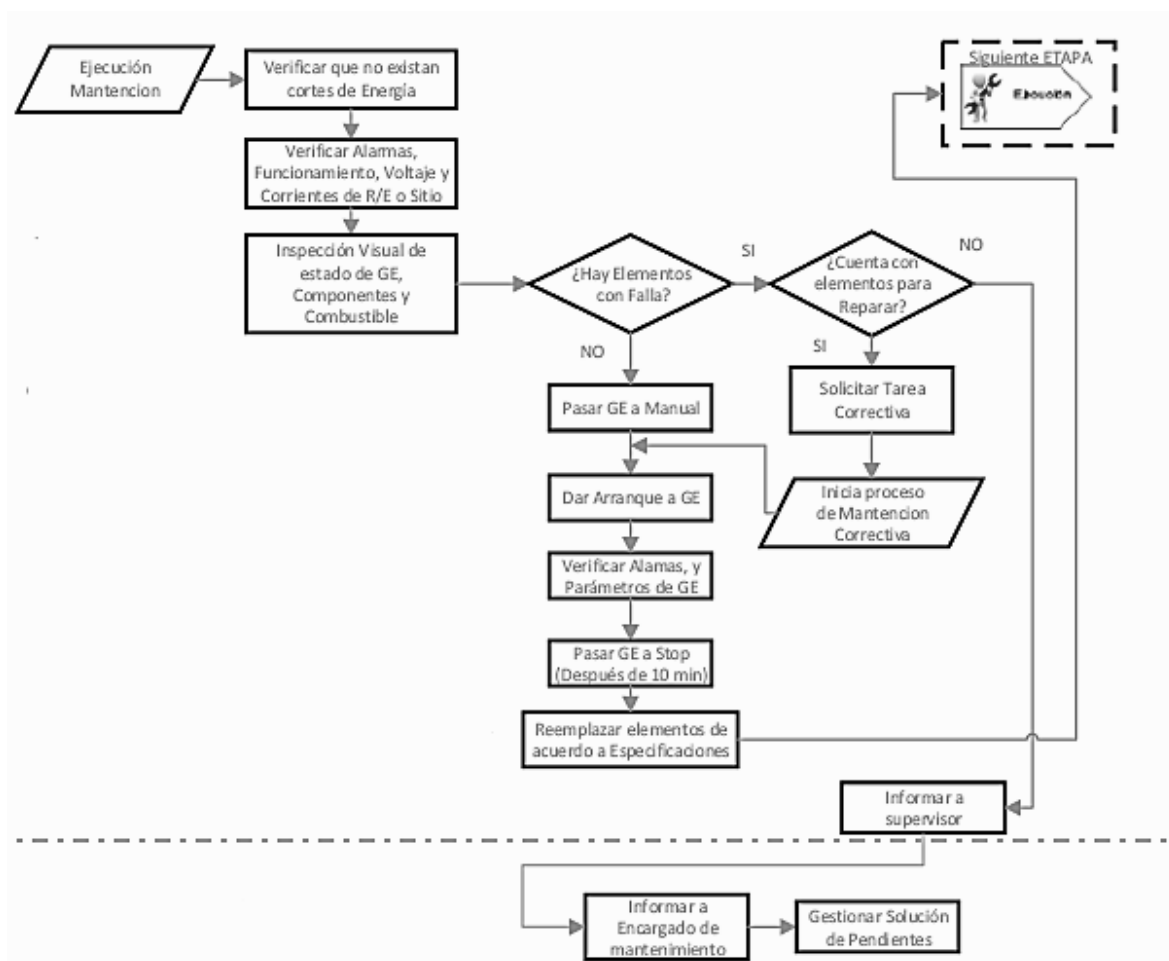 Ejecución
Mantencion
Verificar que no existan
cortes de Energía
Siguiente ETAPA
Ejecución
Verificar Alarmas,
Funcionamiento, Voltaje y
Corrientes de R/E o Sitio
Inspección Visual de
estado de GE,
Componentes y
Combustible
¿Hay Elementos
con Falla?
SI
¿Cuenta con
elementos para
Reparar?
NO
NO
SI
Pasar GE a Manual
Solicitar Tarea
Correctiva
Dar Arranque a GE
Inicia proceso
de Mantencion
Correctiva
Verificar Alamas, y
Parámetros de GE
Pasar GE a Stop
(Después de 10 min)
Reemplazar elementos de
acuerdo a Especificaciones
Informar a
supervisor
Informar a
Encargado de
mantenimiento
Gestionar Solución
de Pendientes